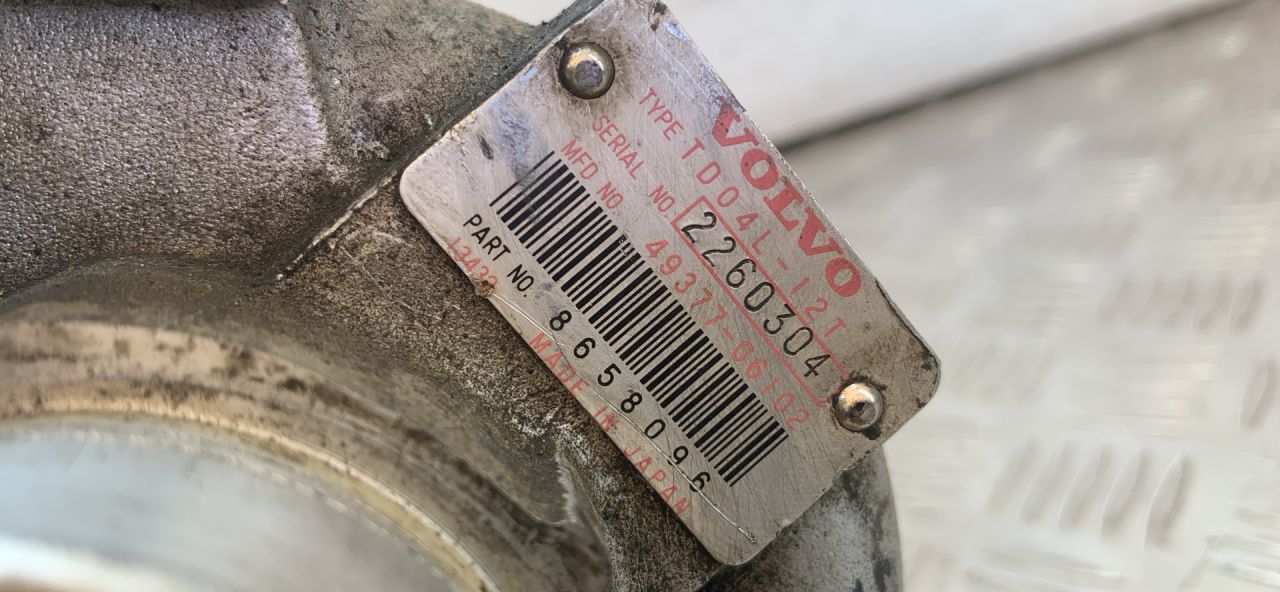 VOLVO
TYPE TD04L-12T
SERIAL NO. 2260304
MFD NO. 49377-06102
PART NO. 8658096
MADE IN JAPAN